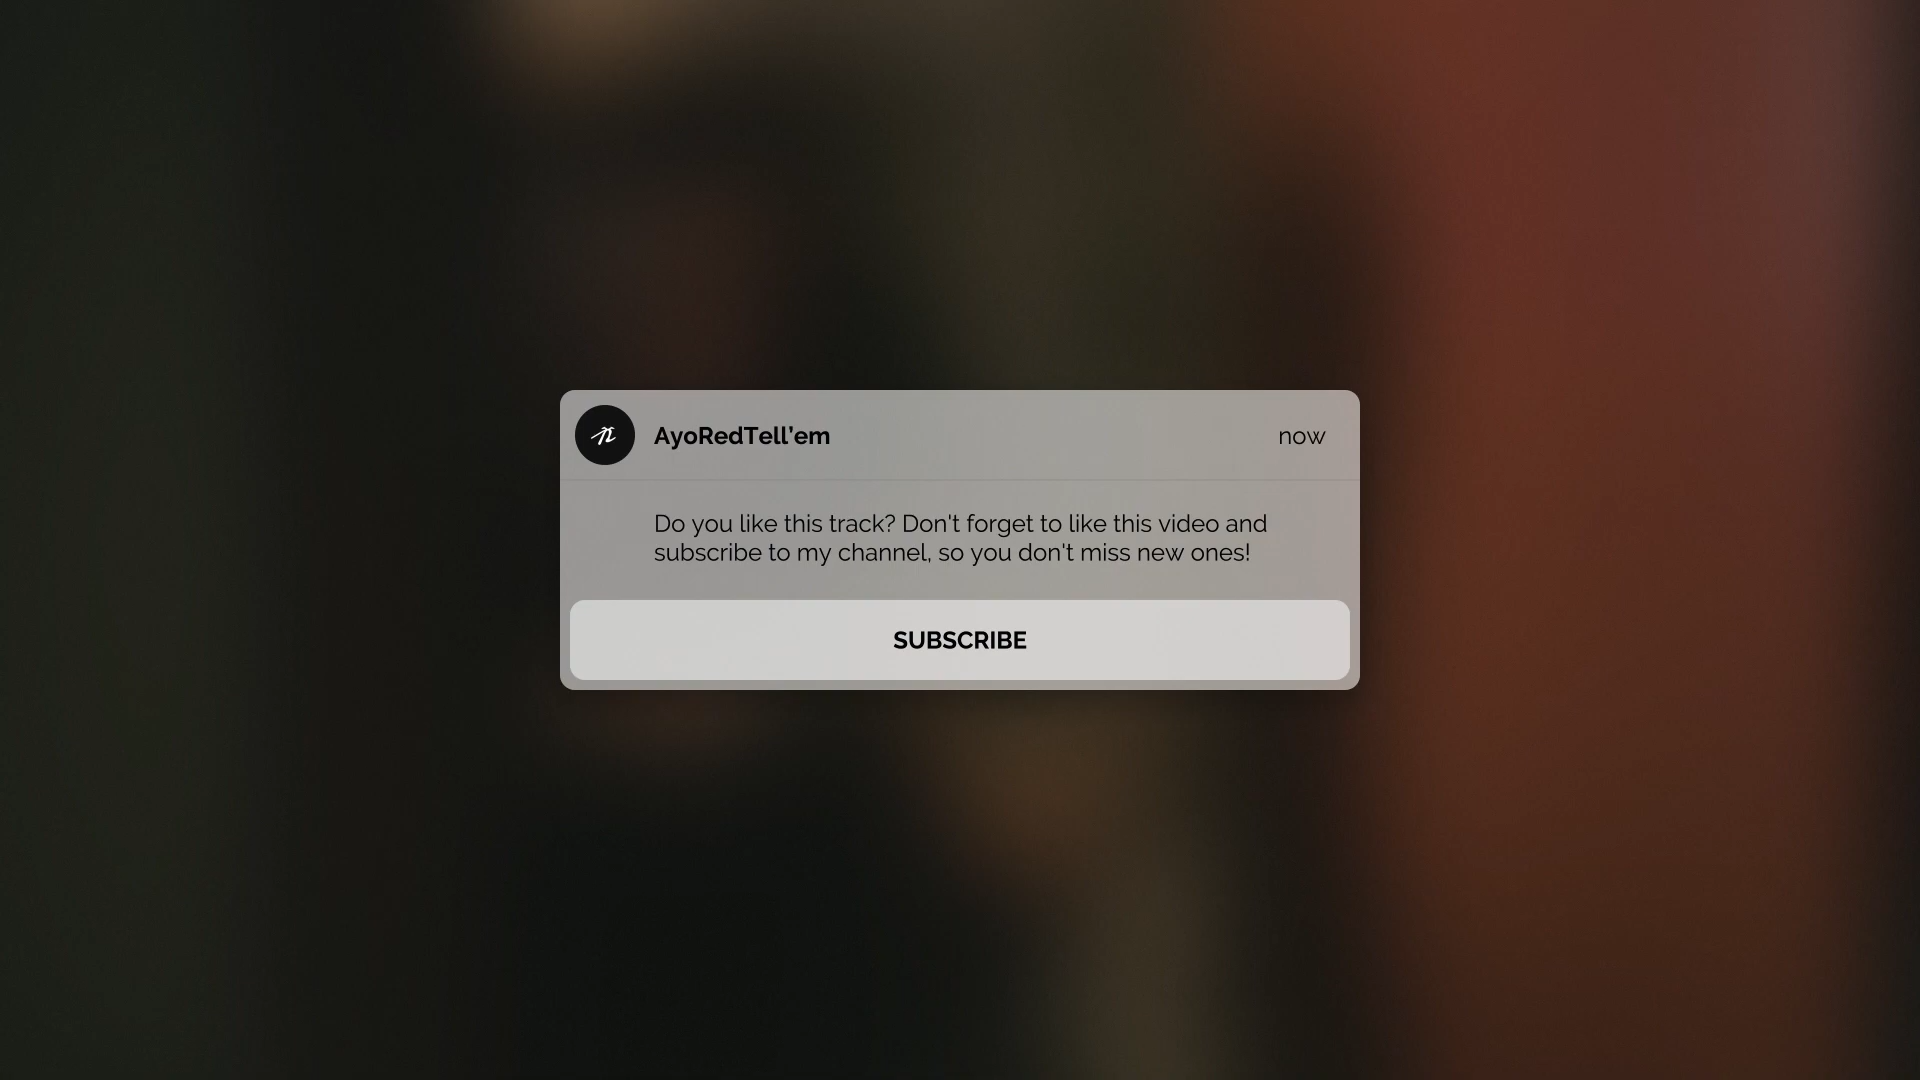 AyoRedTell’em
now
Do you like this track? Don't forget to like this video and
subscribe to my channel, so you don't miss new ones!
SUBSCRIBE